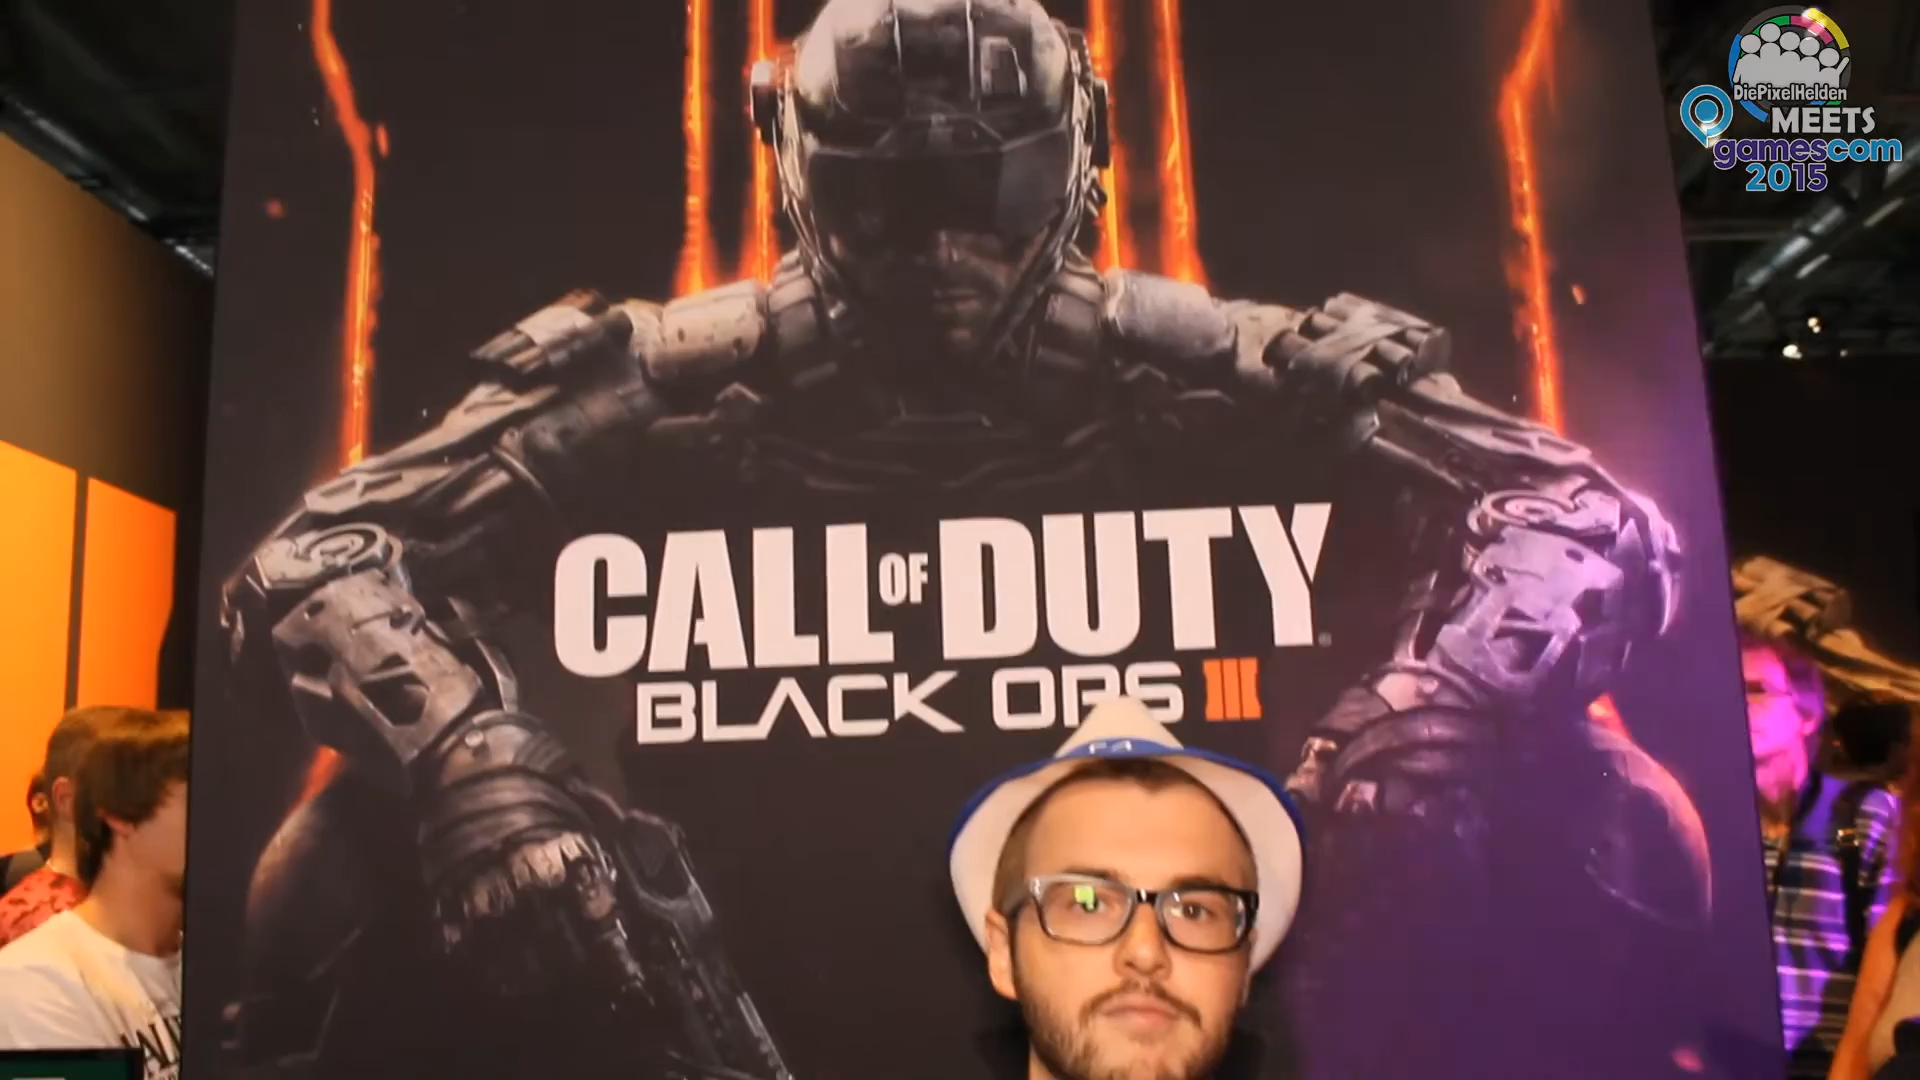 DiePixelHelden
MEETS
gamescom
2015
CALL OF DUTY
BLACK OPS III